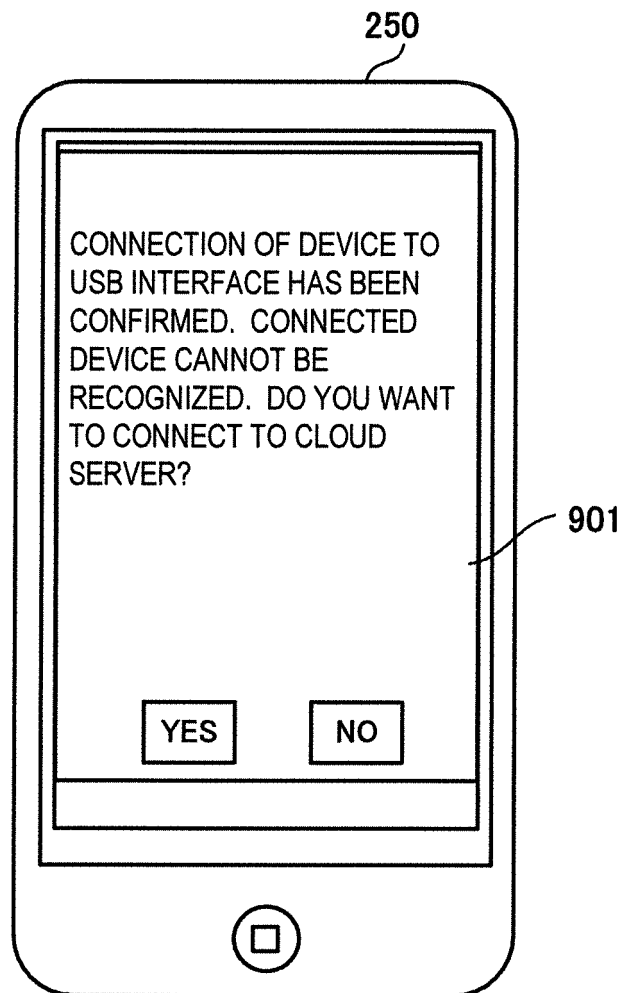 250
CONNECTION OF DEVICE TO
USB INTERFACE HAS BEEN
CONFIRMED. CONNECTED
DEVICE CANNOT BE
RECOGNIZED. DO YOU WANT
TO CONNECT TO CLOUD
SERVER?
901
YES NO